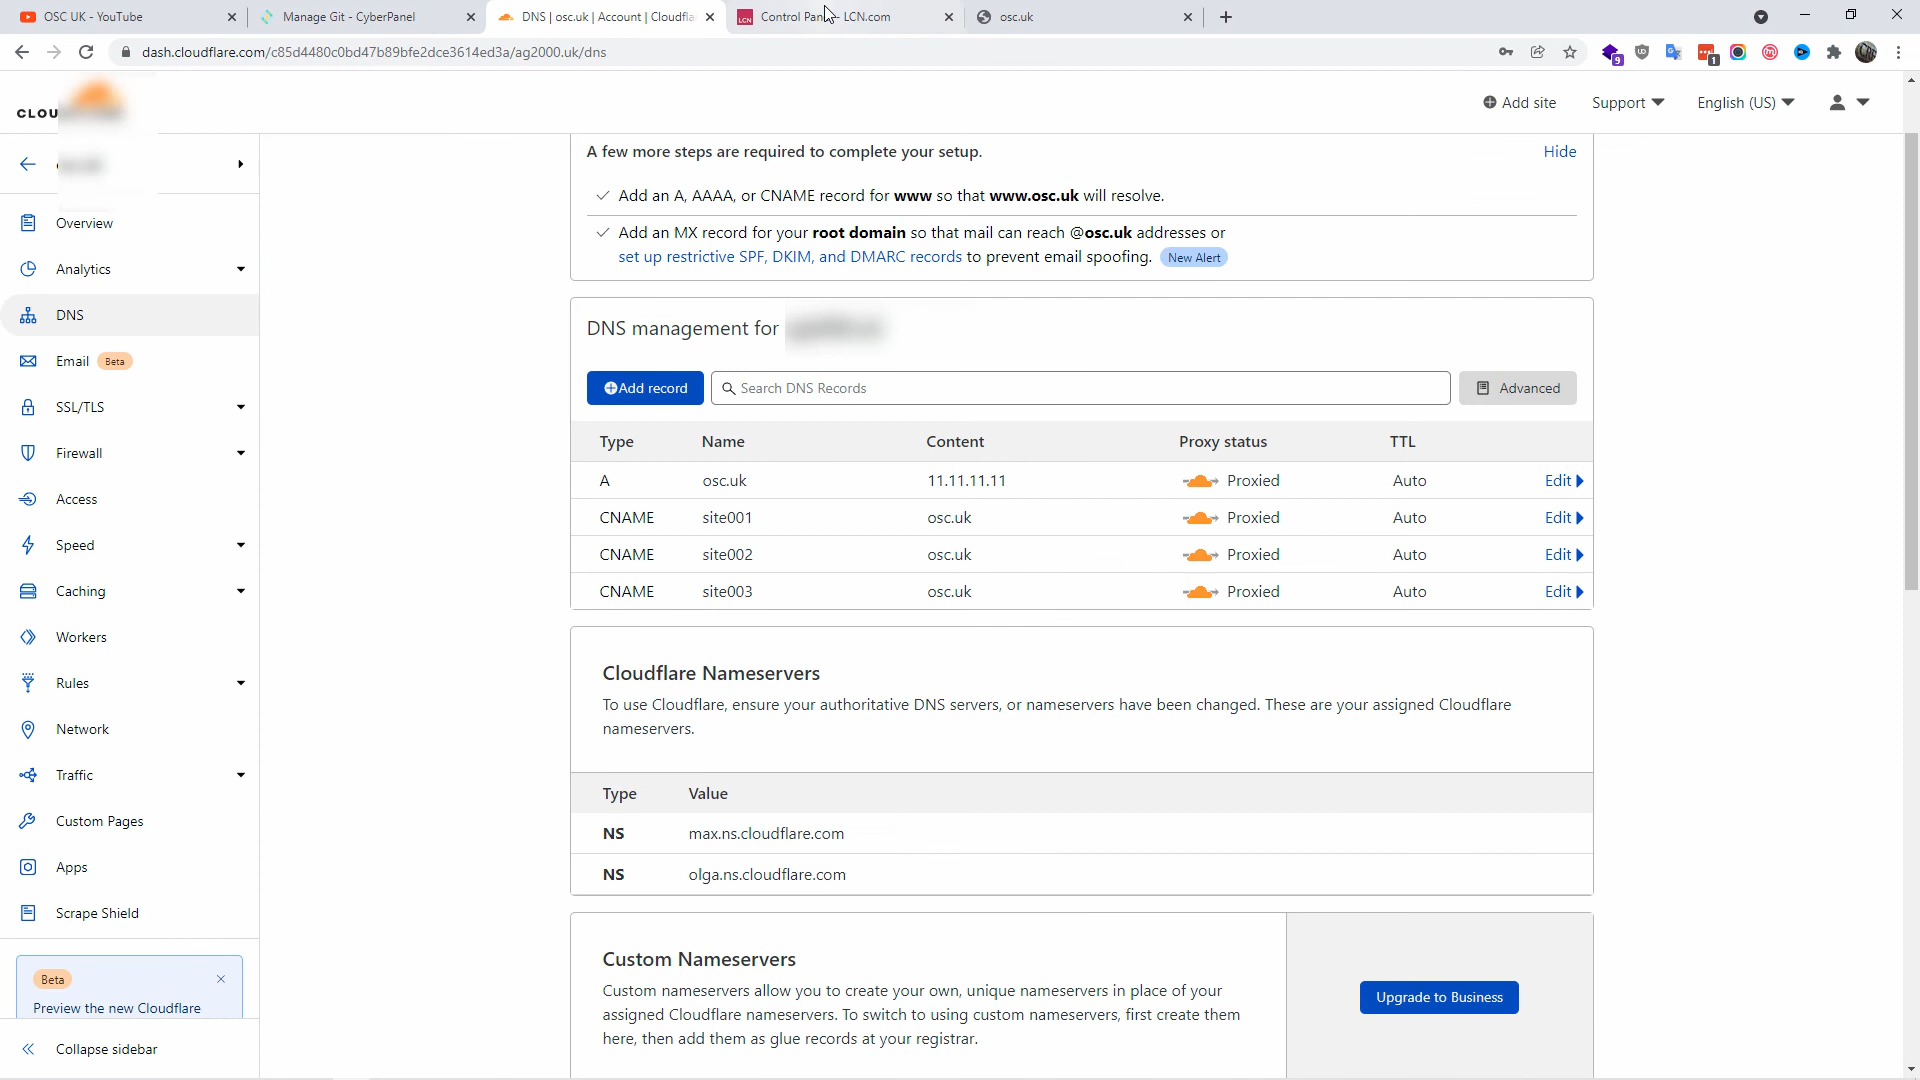 OSC UK - YouTube
Manage Git - CyberPanel
DNS | osc.uk | Account | Cloudfla
LCN
Control Pan - LCN.com
osc.uk
dash.cloudflare.com/c85d4480c0bd47b89bfe2dce3614ed3a/ag2000.uk/dns
9
1
CLOU
Add site
Support
English (US)
Overview
Analytics
DNS
Email Beta
SSL/TLS
Firewall
Access
Speed
Caching
Workers
Rules
Network
Traffic
Custom Pages
Apps
Scrape Shield
Beta
Preview the new Cloudflare
Collapse sidebar
A few more steps are required to complete your setup.
Hide
Add an A, AAAA, or CNAME record for www so that www.osc.uk will resolve.
Add an MX record for your root domain so that mail can reach @osc.uk addresses or
set up restrictive SPF, DKIM, and DMARC records to prevent email spoofing. New Alert
DNS management for
Add record
Search DNS Records
Advanced
Type Name Content Proxy status TTL
A osc.uk 11.11.11.11 Proxied Auto Edit
CNAME site001 osc.uk Proxied Auto Edit
CNAME site002 osc.uk Proxied Auto Edit
CNAME site003 osc.uk Proxied Auto Edit
Cloudflare Nameservers
To use Cloudflare, ensure your authoritative DNS servers, or nameservers have been changed. These are your assigned Cloudflare
nameservers.
Type Value
NS max.ns.cloudflare.com
NS olga.ns.cloudflare.com
Custom Nameservers
Custom nameservers allow you to create your own, unique nameservers in place of your
assigned Cloudflare nameservers. To switch to using custom nameservers, first create them
here, then add them as glue records at your registrar.
Upgrade to Business